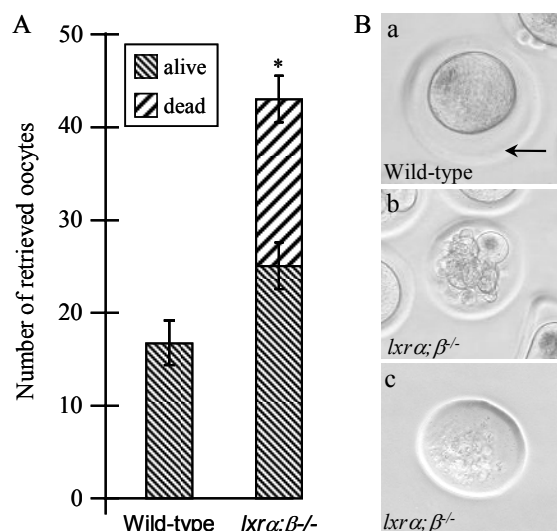 A
Number of retrieved oocytes
50
40
30
20
10
0
alive
dead
*
Wild-type
lxrα;β-/-
B
a
Wild-type
b
lxrα;β-/-
c
lxrα;β-/-